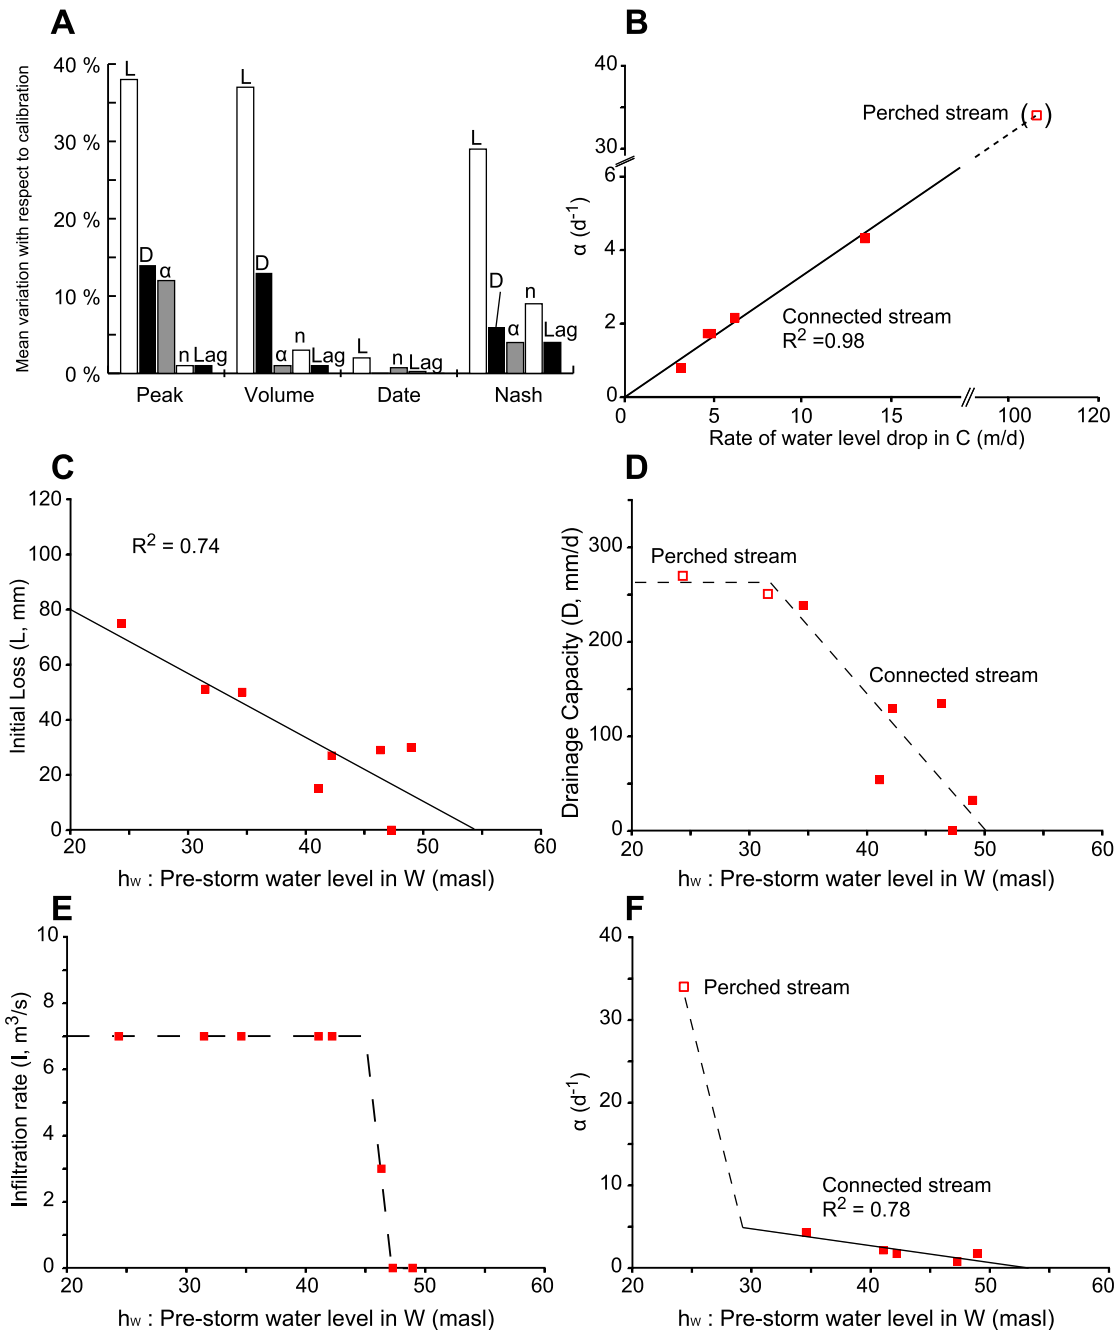 A
Mean variation with respect to calibration
40 %
30 %
20 %
10 %
0 %
L
D
α
n
Lag
L
D
α
n
Lag
L
n
Lag
L
D
α
n
Lag
Peak
Volume
Date
Nash
B
α (d-1)
40
30
6
4
2
0
Perched stream
( )
Connected stream
R2 =0.98
0
5
10
15
100
120
Rate of water level drop in C (m/d)
C
Initial Loss (L, mm)
120
100
80
60
40
20
0
R2 = 0.74
20
30
40
50
60
hw : Pre-storm water level in W (masl)
D
Drainage Capacity (D, mm/d)
300
200
100
0
Perched stream
Connected stream
20
30
40
50
60
hw : Pre-storm water level in W (masl)
E
Infiltration rate (I, m3/s)
10
8
6
4
2
0
20
30
40
50
60
hw : Pre-storm water level in W (masl)
F
α (d-1)
40
30
20
10
0
Perched stream
Connected stream
R2 = 0.78
20
30
40
50
60
hw : Pre-storm water level in W (masl)